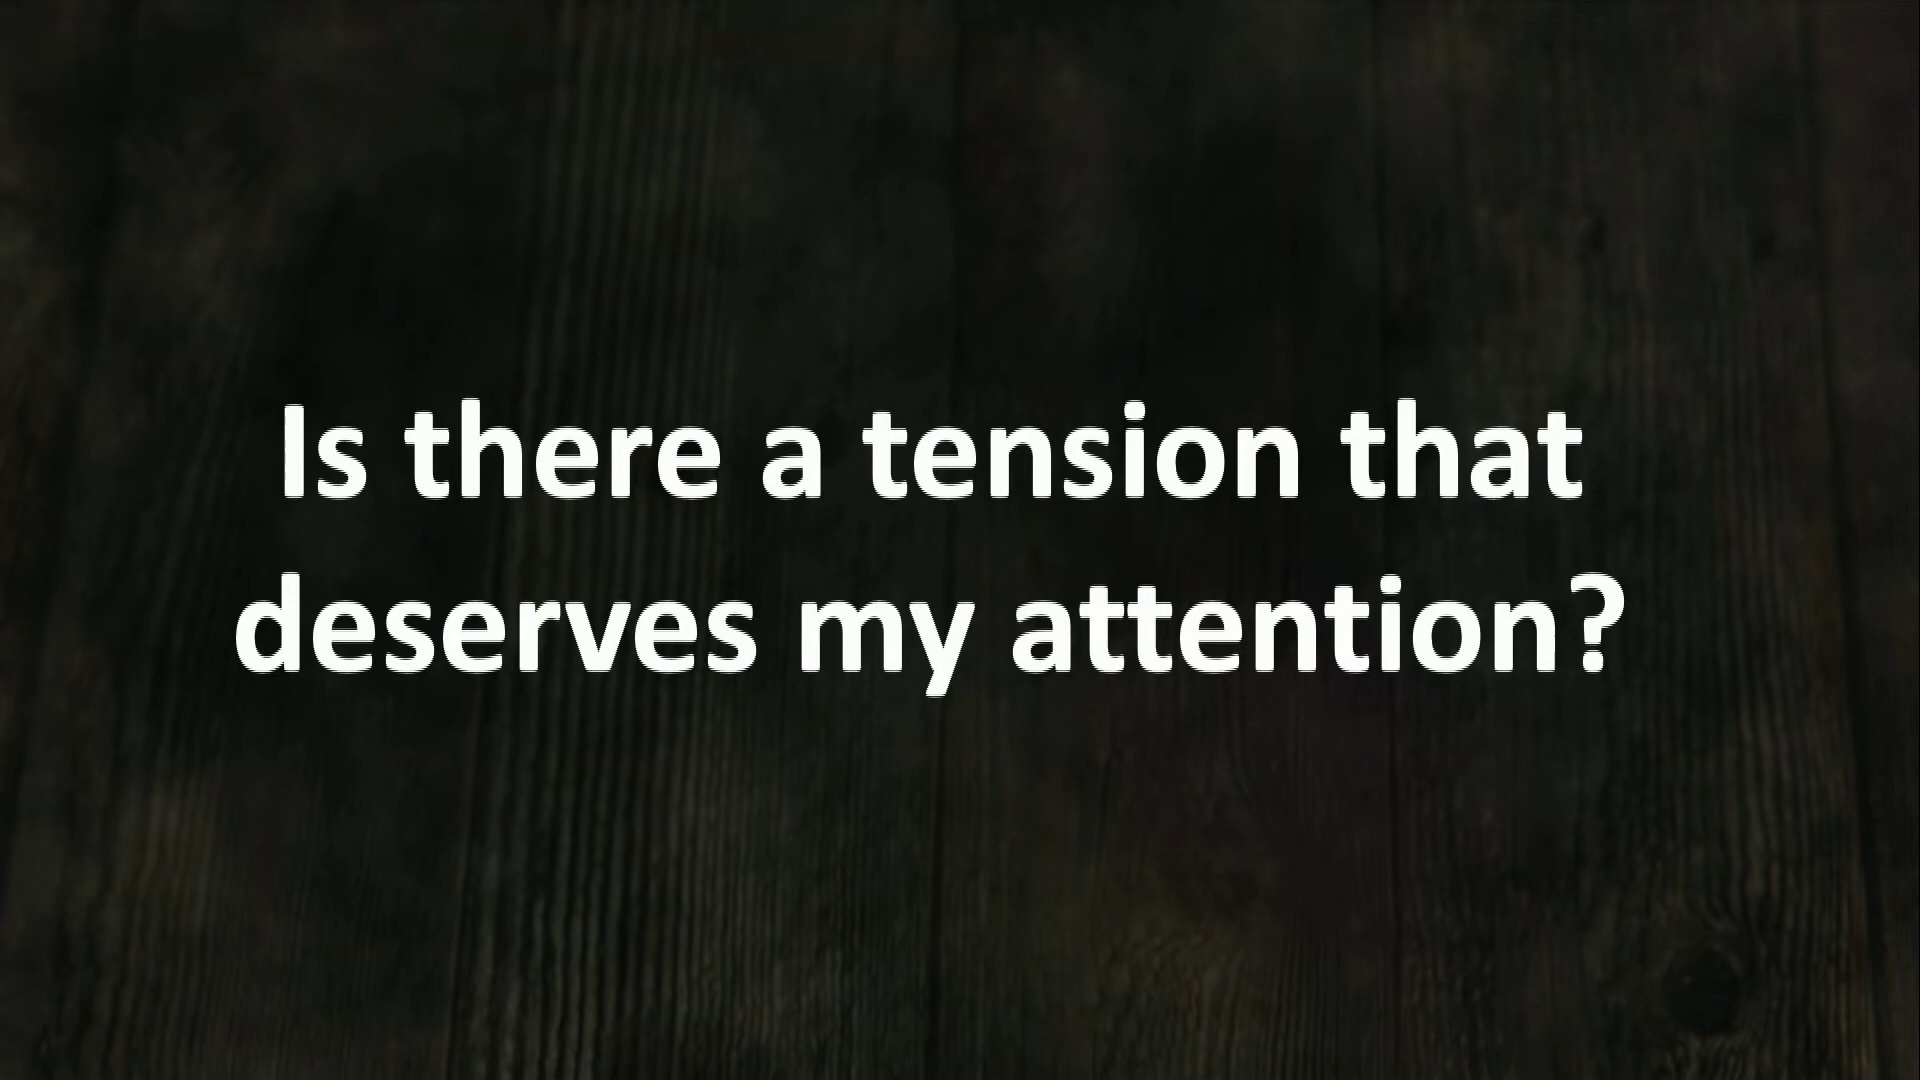 Is there a tension that
deserves my attention?